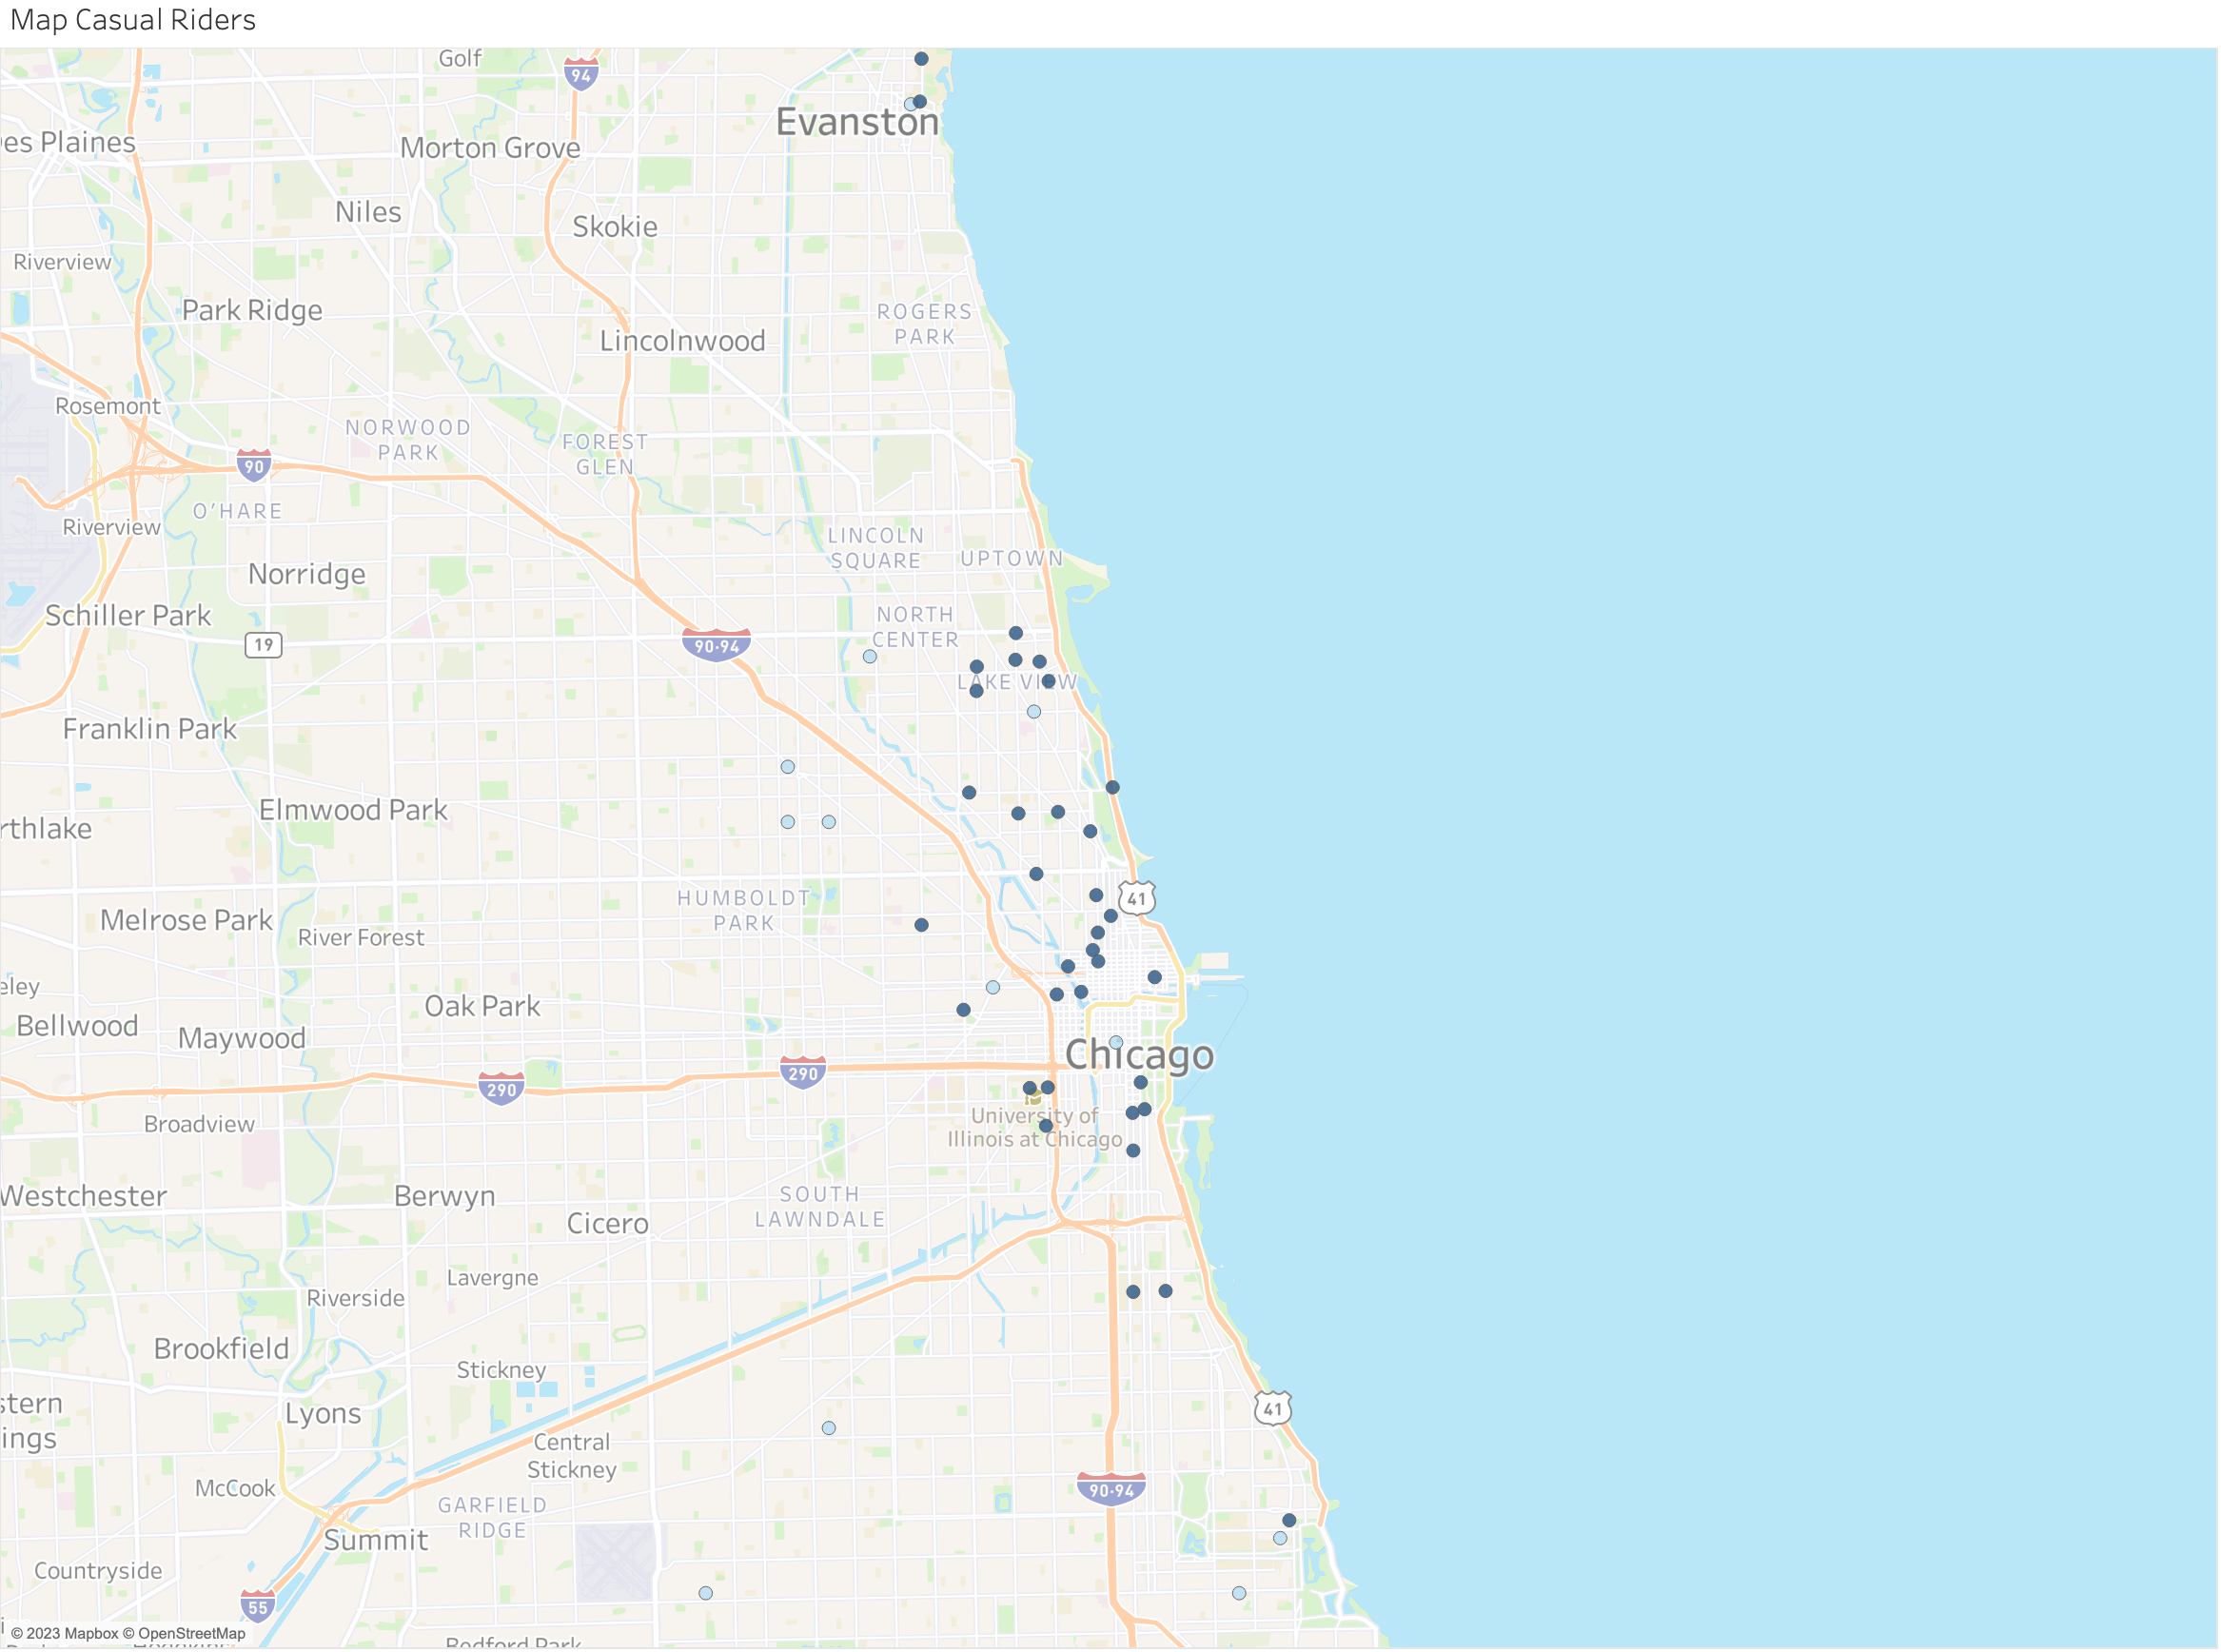 Map Casual Riders
Golf
94
Evanston
es Plaines
Morton Grove
Niles
Skokie
Riverview
ROGERS
PARK
Park Ridge
Lincolnwood
Rosemont
NORWOOD
PARK
FOREST
GLEN
90
O'HARE
Riverview
LINCOLN
SQUARE
UPTOWN
Norridge
Schiller Park
NORTH
CENTER
19
90-94
LAKE VIEW
Franklin Park
Elmwood Park
rthlake
HUMBOLDT
PARK
41
Melrose Park
River Forest
eley
Oak Park
Bellwood
Maywood
Chicago
290
290
Broadview
University of
Illinois at Chicago
Westchester
Berwyn
SOUTH
LAWNDALE
Cicero
Lavergne
Riverside
Brookfield
Stickney
stern
ings
Lyons
41
Central
Stickney
McCook
90-94
GARFIELD
RIDGE
Summit
Countryside
55
© 2023 Mapbox © OpenStreetMap
Bedford Park